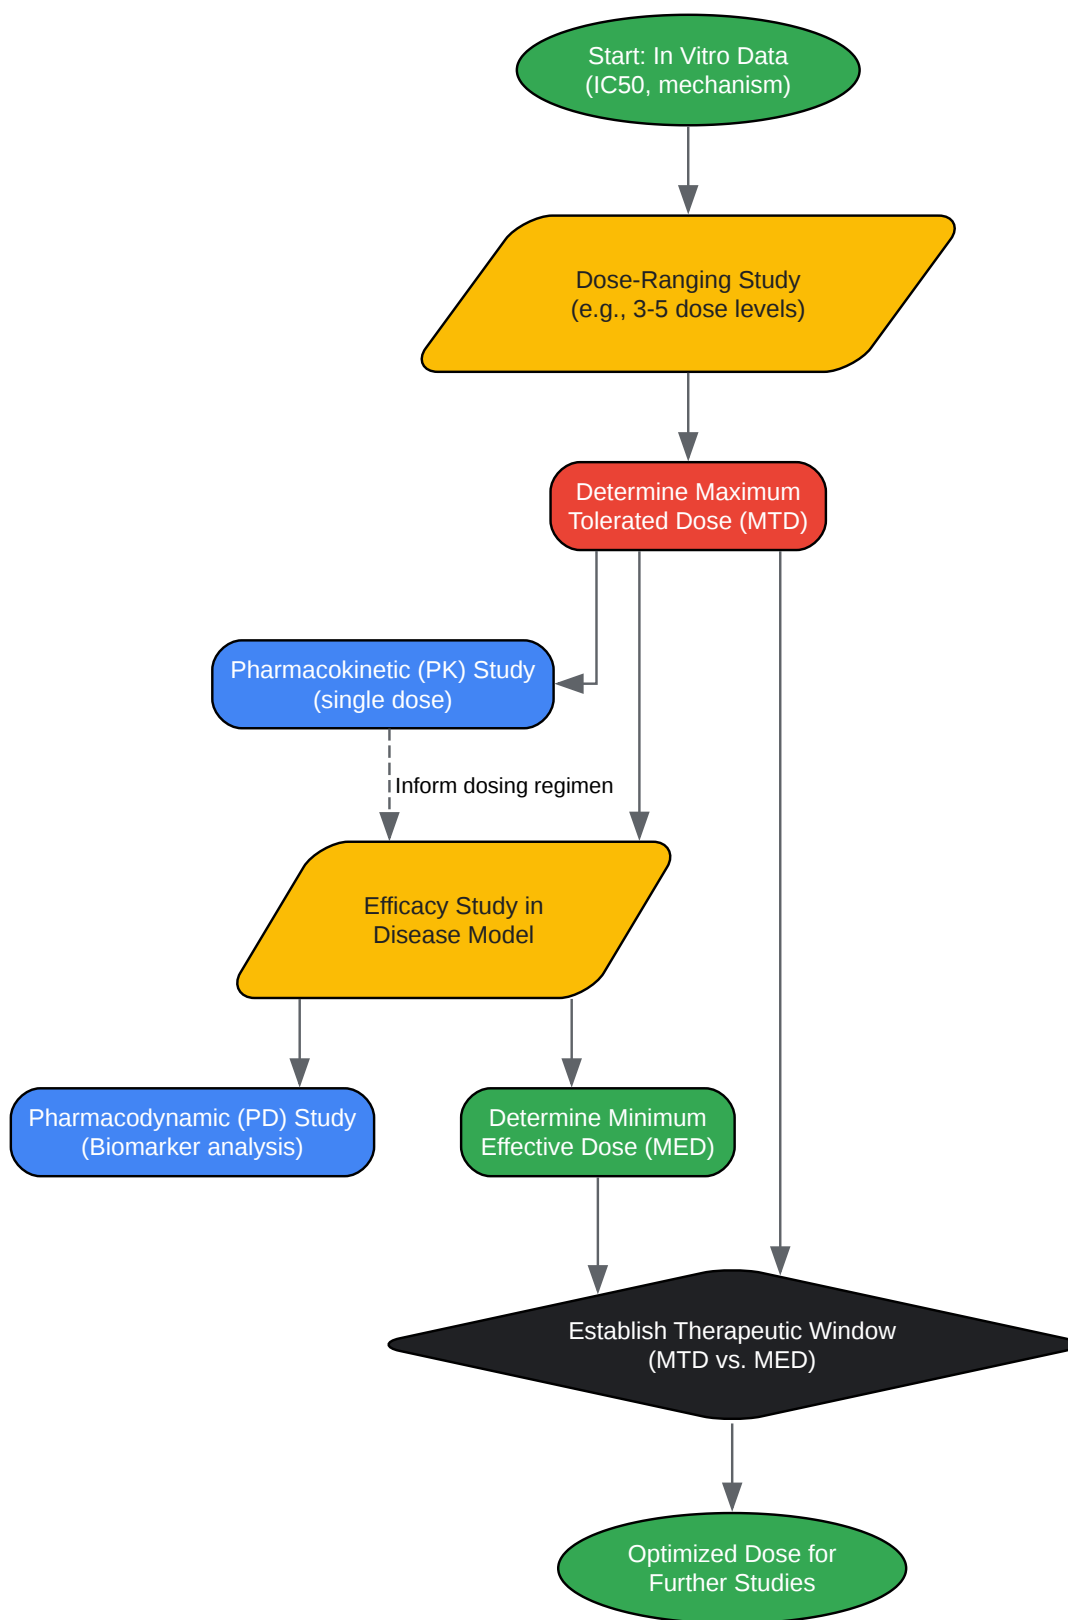 Start: In Vitro Data
(IC50, mechanism)
Dose-Ranging Study
(e.g., 3-5 dose levels)
Determine Maximum
Tolerated Dose (MTD)
Pharmacokinetic (PK) Study
(single dose)
Inform dosing regimen
Efficacy Study in
Disease Model
Pharmacodynamic (PD) Study
(Biomarker analysis)
Determine Minimum
Effective Dose (MED)
Establish Therapeutic Window
(MTD vs. MED)
Optimized Dose for
Further Studies